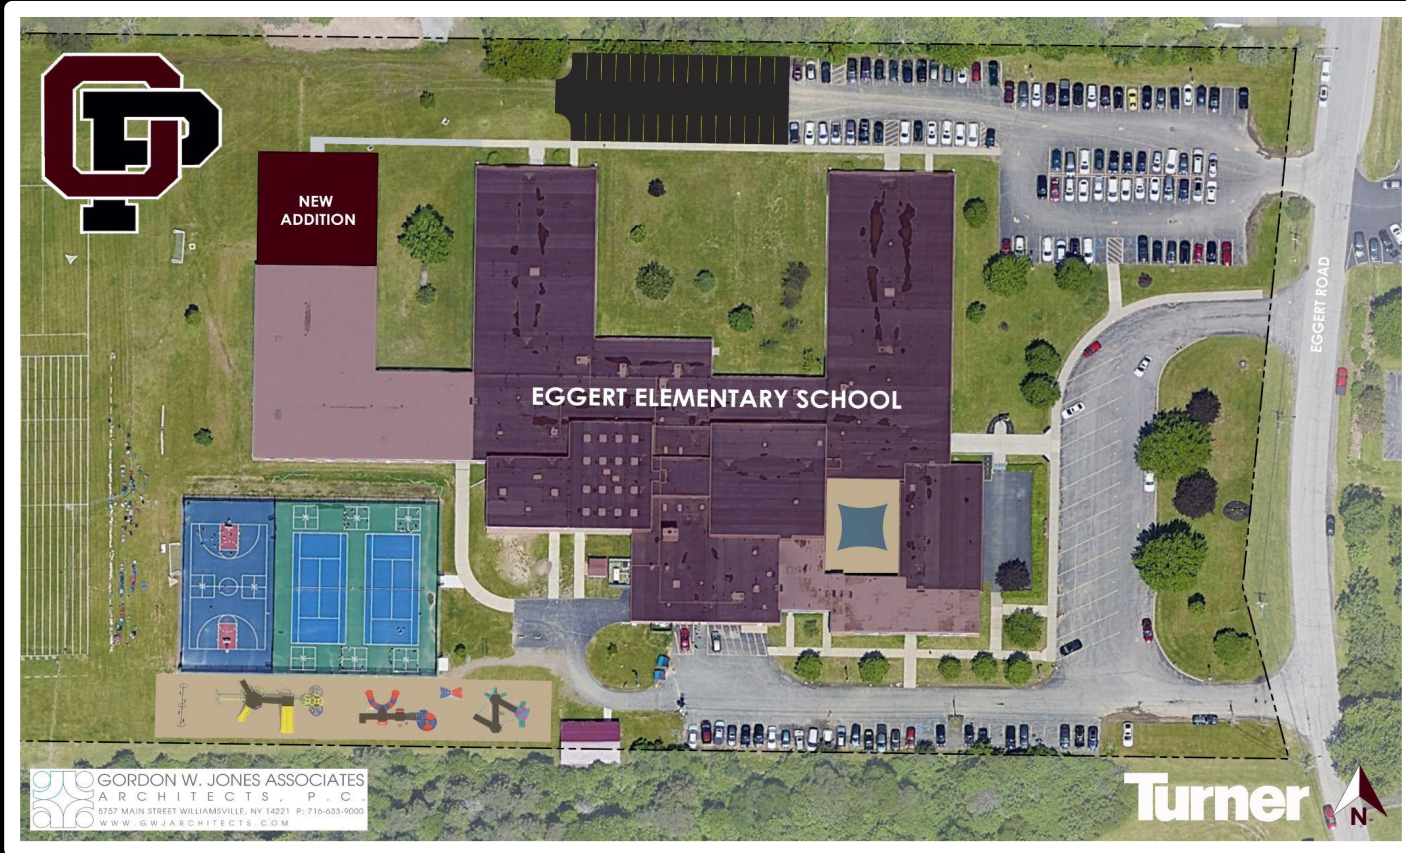 OP
NEW
ADDITION
EGGERT ROAD
EGGERT ELEMENTARY SCHOOL
GORDON W. JONES ASSOCIATES
ARCHITECTS, P.C.
5757 MAIN STREET WILLIAMSVILLE, NY 14221 P: 716-633-9000
WWW.GWJARCHITECTS.COM
Turner
N